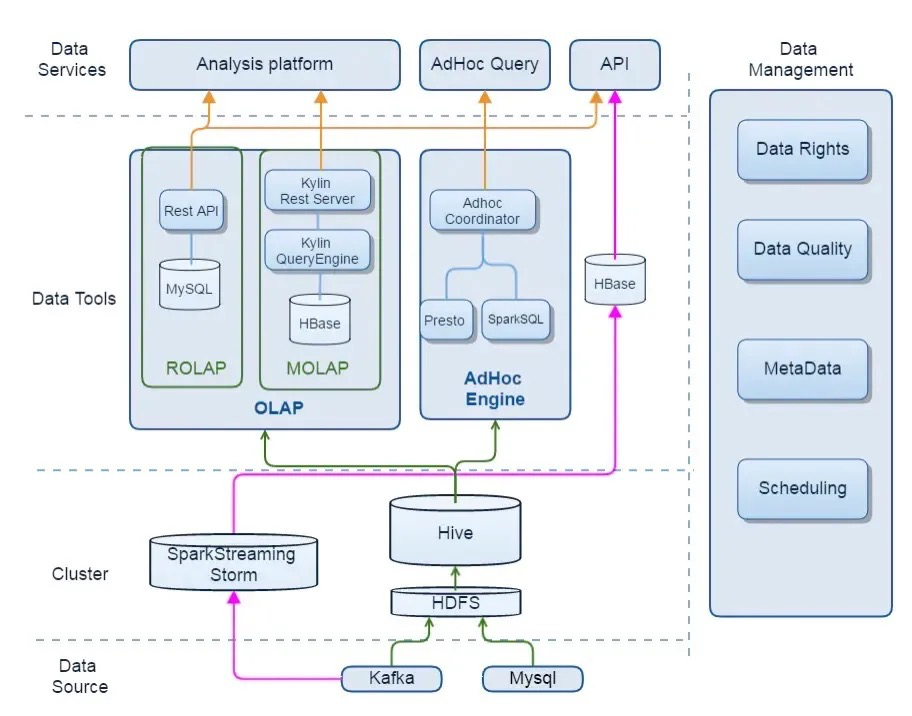 Data
Services
Analysis platform
AdHoc Query
API
Data
Management
Data Rights
Data Quality
MetaData
Scheduling
Data Tools
Rest API
MySQL
ROLAP
Kylin
Rest Server
Kylin
QueryEngine
HBase
MOLAP
OLAP
Adhoc
Coordinator
Presto
SparkSQL
AdHoc
Engine
HBase
Cluster
SparkStreaming
Storm
Hive
HDFS
Data
Source
Kafka
Mysql